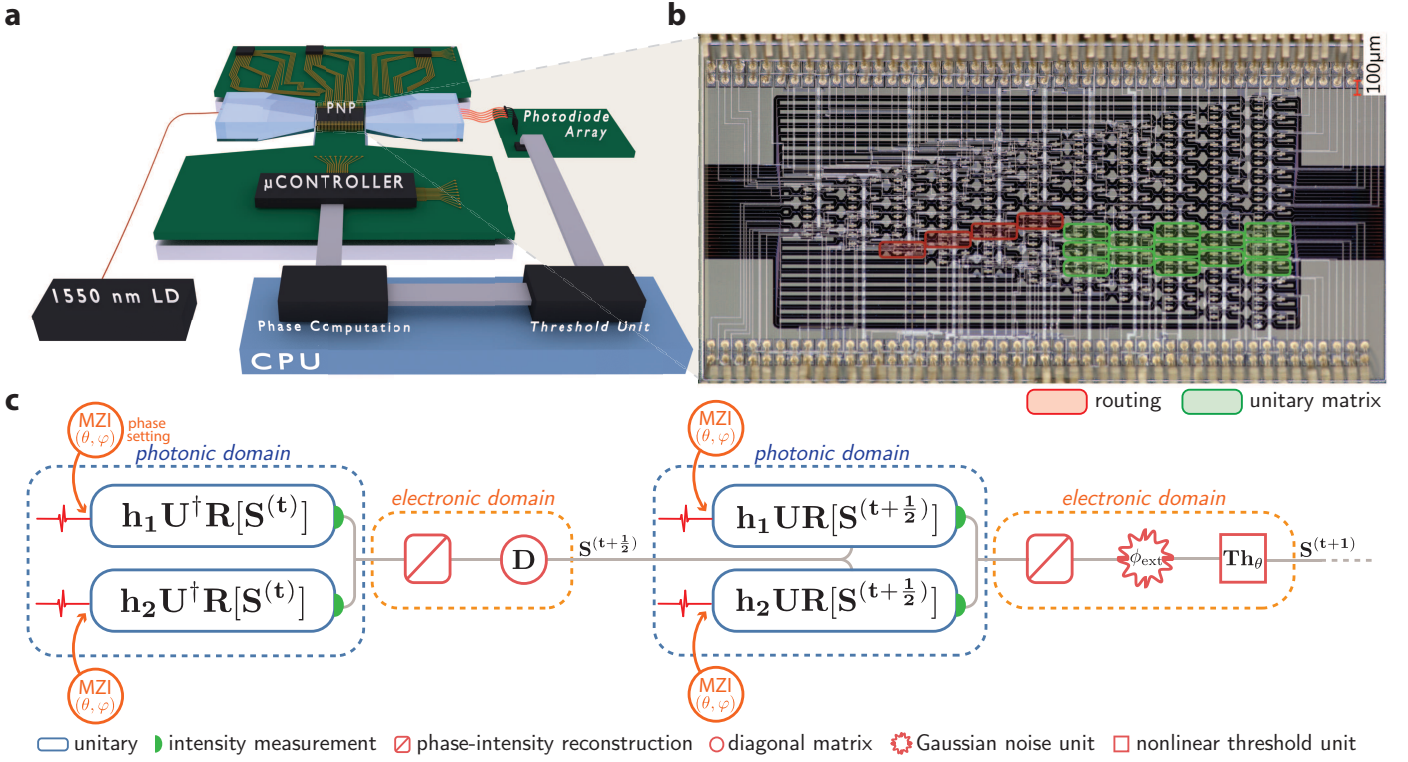 a
PNP
Photodiode
Array
μCONTROLLER
1550 nm LD
Phase Computation
Threshold Unit
CPU
b
100μm
routing
unitary matrix
c
MZI
(θ, φ)
phase
setting
photonic domain
h₁U†R[S⁽ᵗ⁾]
h₂U†R[S⁽ᵗ⁾]
MZI
(θ, φ)
electronic domain
D
S^(t+½)
MZI
(θ, φ)
photonic domain
h₁UR[S^(t+½)]
h₂UR[S^(t+½)]
MZI
(θ, φ)
electronic domain
ϕext
Thθ
S^(t+1)
unitary
intensity measurement
phase-intensity reconstruction
diagonal matrix
Gaussian noise unit
nonlinear threshold unit